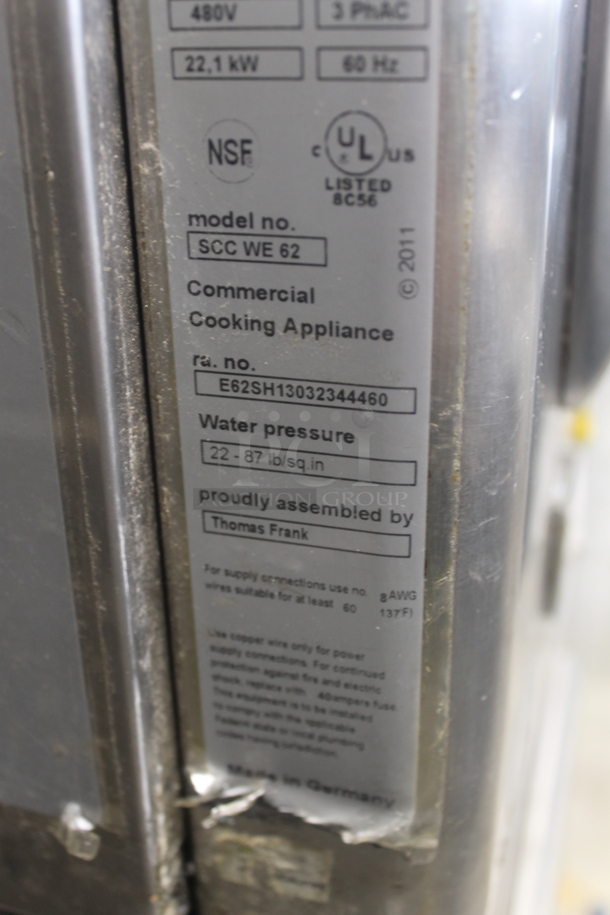 480V
3 PhAC
22,1 kW
60 Hz
NSF
C UL US
LISTED
8C56
model no.
SCC WE 62
© 2011
Commercial
Cooking Appliance
ra. no.
E62SH13032344460
Water pressure
22 - 87 lb/sq.in
proudly assembled by
Thomas Frank
For supply connections use no. 8AWG
wires suitable for at least 60 137°F)
Use copper wire only for power
supply connections. For continued
protection against fire and electric
shock, replace with 40ampere fuse
This equipment is to be installed
to comply with the applicable
Federal state or local plumbing
codes having jurisdiction.
Made in Germany
PCI
AUCTION GROUP